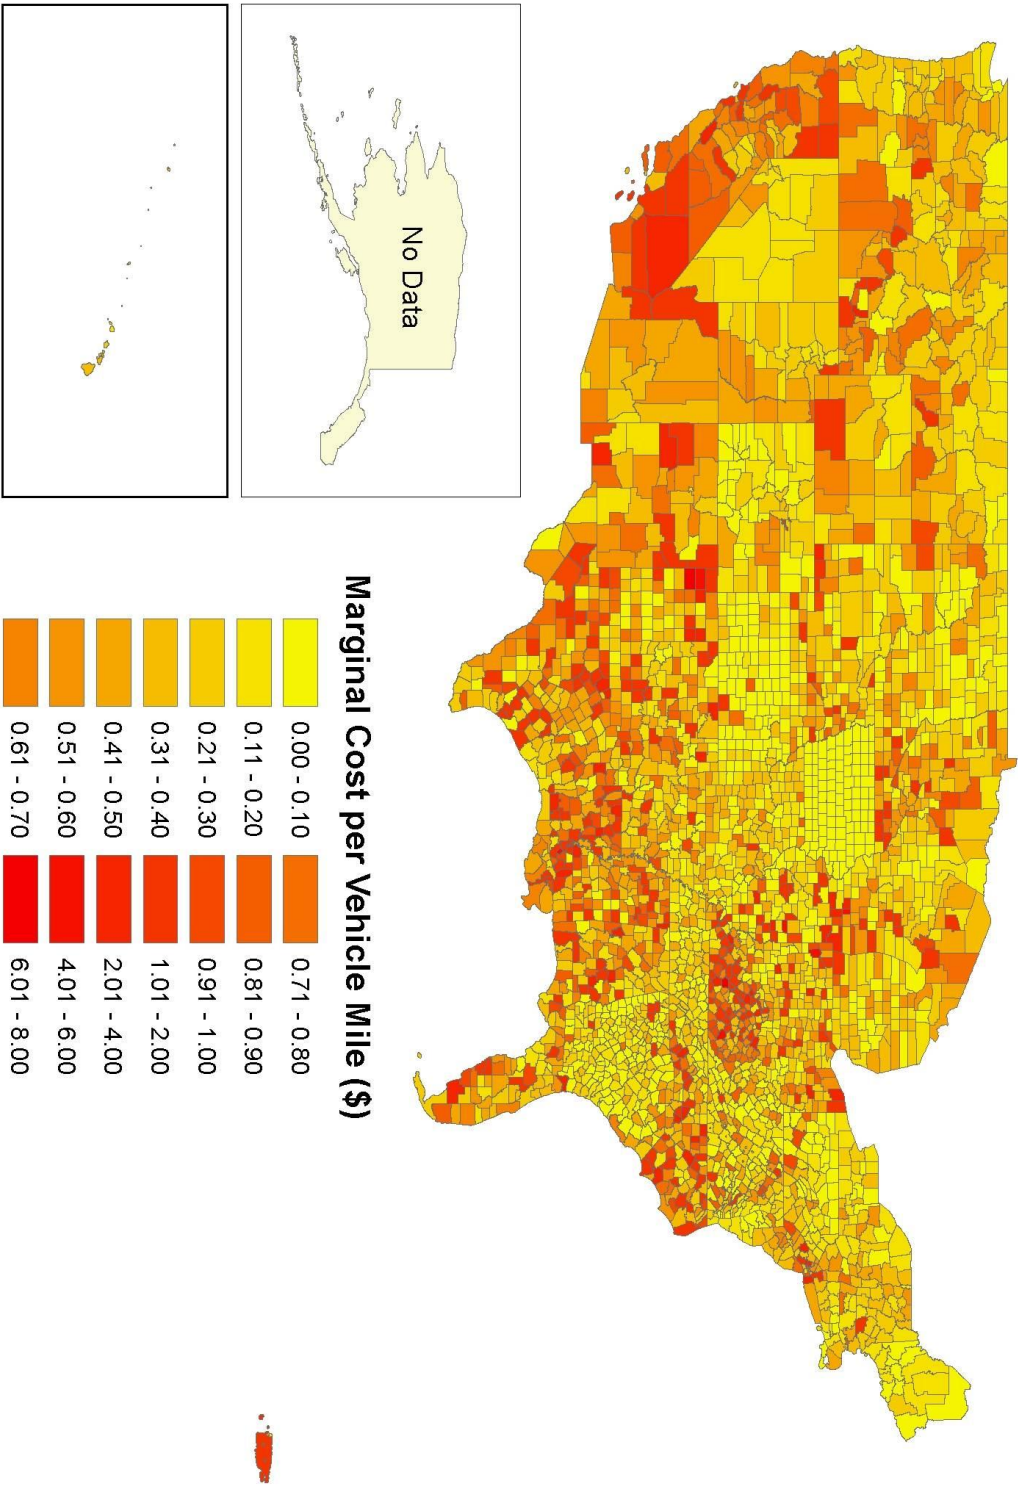 No Data
Marginal Cost per Vehicle Mile ($)
0.00 - 0.10
0.11 - 0.20
0.21 - 0.30
0.31 - 0.40
0.41 - 0.50
0.51 - 0.60
0.61 - 0.70
0.71 - 0.80
0.81 - 0.90
0.91 - 1.00
1.01 - 2.00
2.01 - 4.00
4.01 - 6.00
6.01 - 8.00